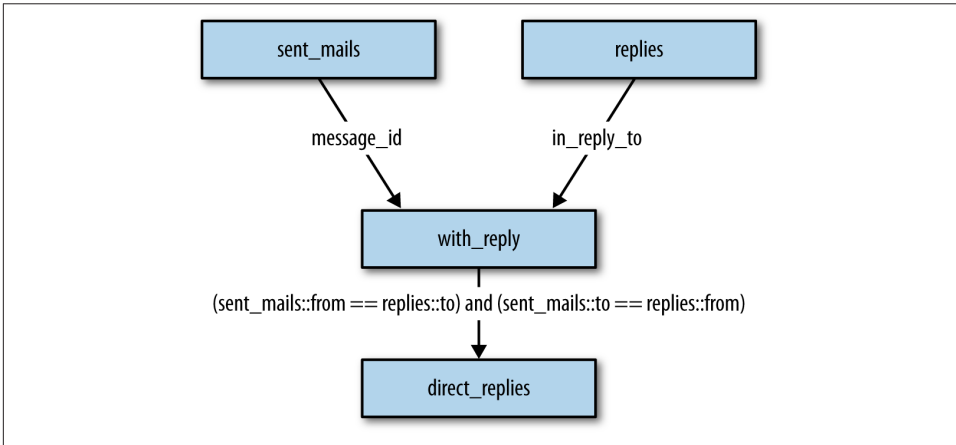 sent_mails
replies
message_id
in_reply_to
with_reply
(sent_mails::from == replies::to) and (sent_mails::to == replies::from)
direct_replies